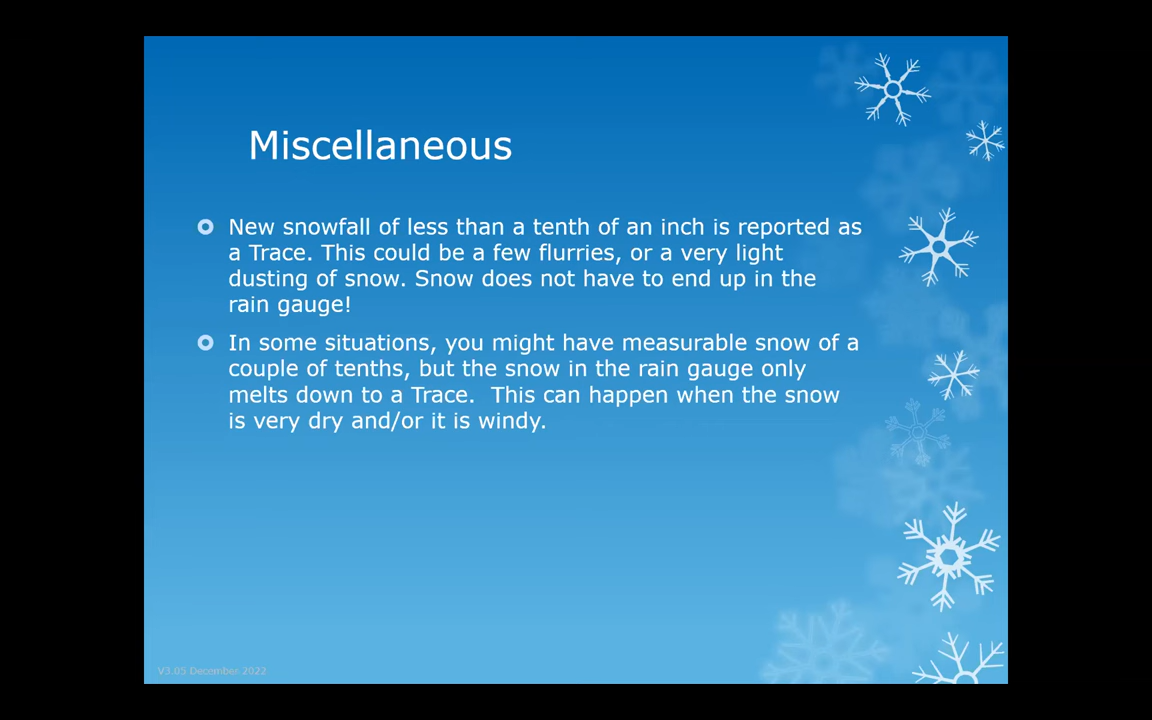 Miscellaneous
New snowfall of less than a tenth of an inch is reported as
a Trace. This could be a few flurries, or a very light
dusting of snow. Snow does not have to end up in the
rain gauge!
In some situations, you might have measurable snow of a
couple of tenths, but the snow in the rain gauge only
melts down to a Trace.  This can happen when the snow
is very dry and/or it is windy.
V3.05 December 2022